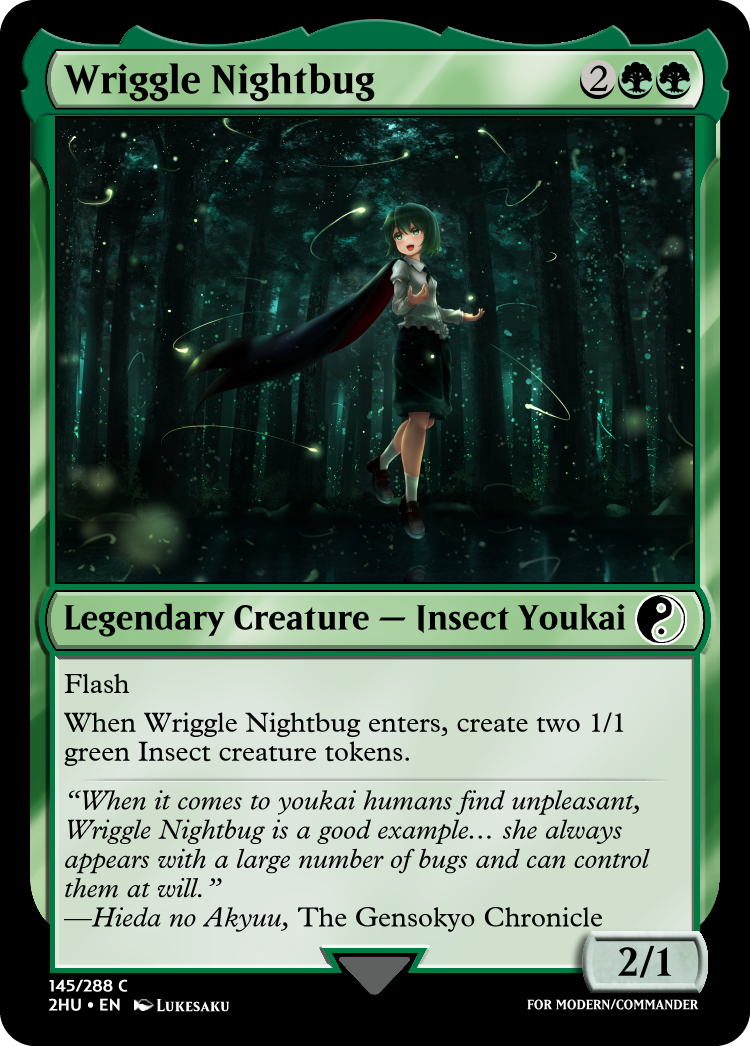 Wriggle Nightbug 2
Legendary Creature — Insect Youkai
Flash
When Wriggle Nightbug enters, create two 1/1
green Insect creature tokens.
“When it comes to youkai humans find unpleasant,
Wriggle Nightbug is a good example… she always
appears with a large number of bugs and can control
them at will.”
—Hieda no Akyuu, The Gensokyo Chronicle
2/1
145/288 C
2HU • EN Lukesaku
FOR MODERN/COMMANDER